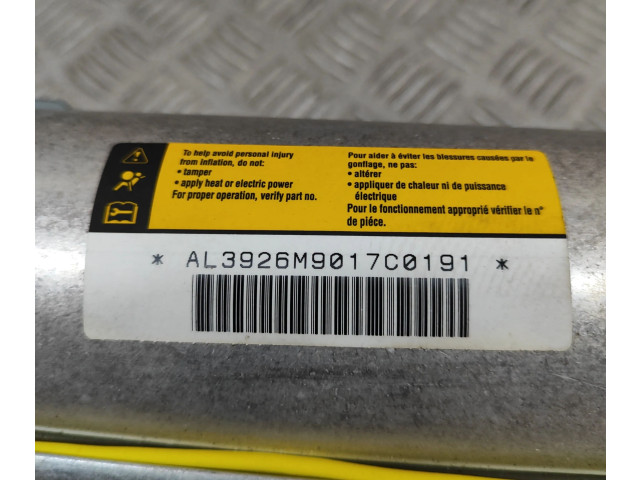 To help avoid personal injury
from inflation, do not:
• tamper
• apply heat or electric power
For proper operation, verify part no.
Pour aider à éviter les blessures causées par le
gonflage, ne pas:
• altérer
• appliquer de chaleur ni de puissance
électrique
Pour le fonctionnement approprié vérifier le n°
de piéce.
* AL3926M9017C0191 *